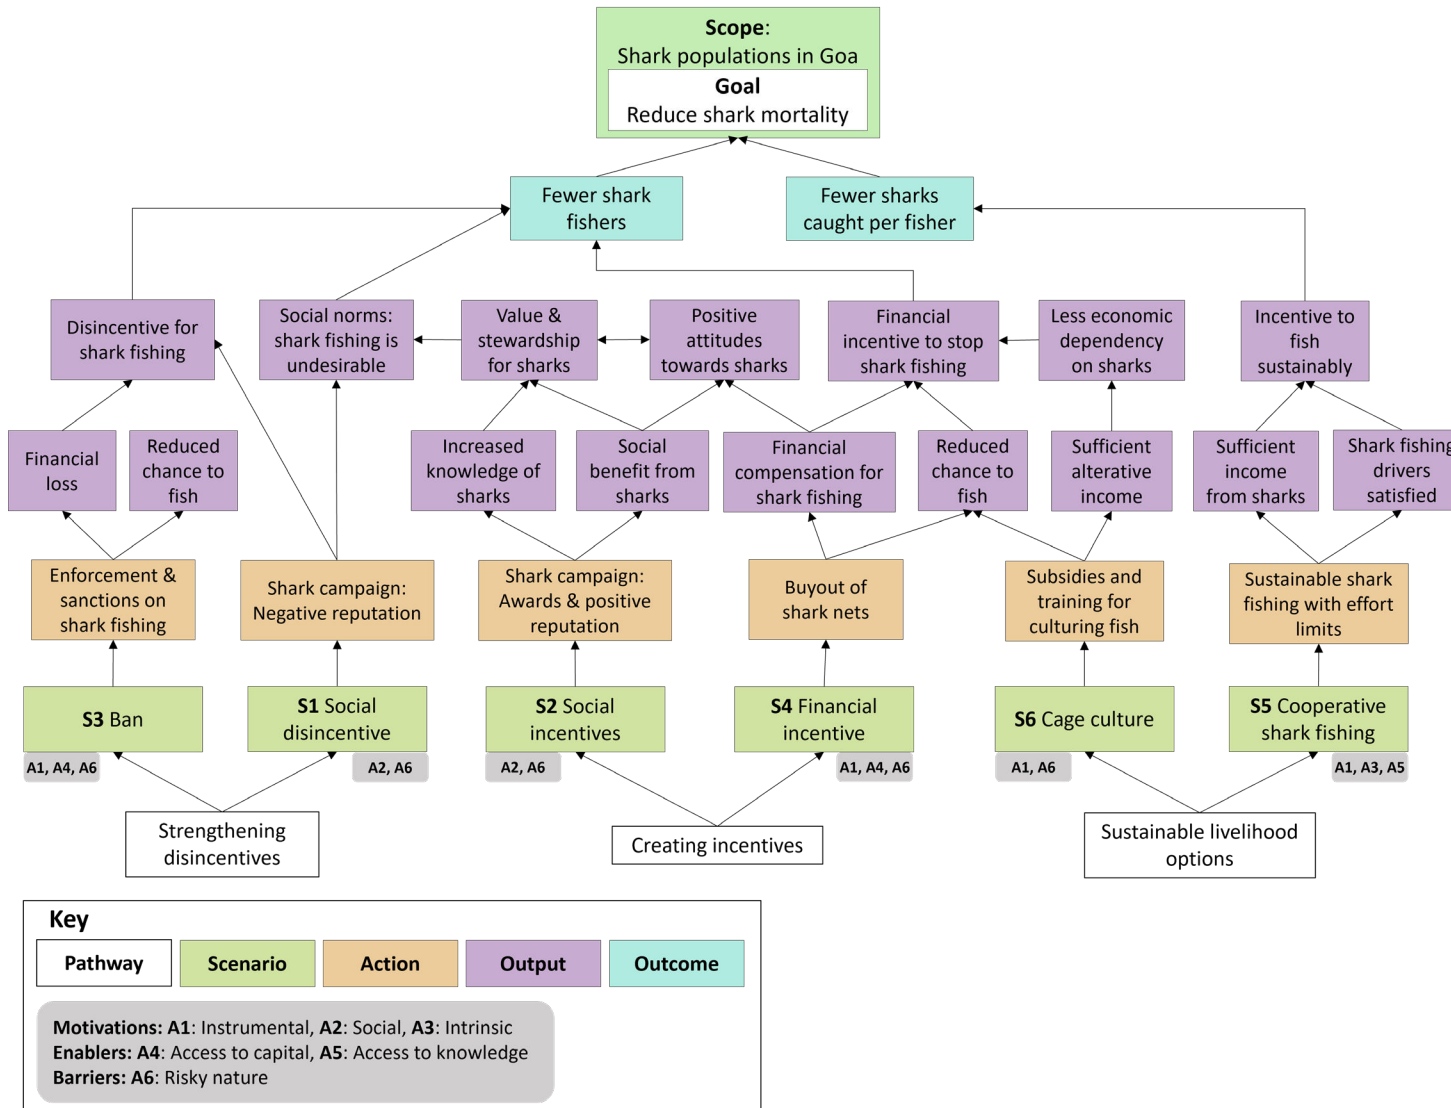 Scope:
Shark populations in Goa
Goal
Reduce shark mortality
Fewer shark
fishers
Fewer sharks
caught per fisher
Disincentive for
shark fishing
Social norms:
shark fishing is
undesirable
Value &
stewardship
for sharks
Positive
attitudes
towards sharks
Financial
incentive to stop
shark fishing
Less economic
dependency
on sharks
Incentive to
fish
sustainably
Financial
loss
Reduced
chance to
fish
Increased
knowledge of
sharks
Social
benefit from
sharks
Financial
compensation for
shark fishing
Reduced
chance to
fish
Sufficient
alterative
income
Sufficient
income
from sharks
Shark fishing
drivers
satisfied
Enforcement &
sanctions on
shark fishing
Shark campaign:
Negative reputation
Shark campaign:
Awards & positive
reputation
Buyout of
shark nets
Subsidies and
training for
culturing fish
Sustainable shark
fishing with effort
limits
S3 Ban
S1 Social
disincentive
S2 Social
incentives
S4 Financial
incentive
S6 Cage culture
S5 Cooperative
shark fishing
A1, A4, A6
A2, A6
A2, A6
A1, A4, A6
A1, A6
A1, A3, A5
Strengthening
disincentives
Creating incentives
Sustainable livelihood
options
Key
Pathway
Scenario
Action
Output
Outcome
Motivations: A1: Instrumental, A2: Social, A3: Intrinsic
Enablers: A4: Access to capital, A5: Access to knowledge
Barriers: A6: Risky nature